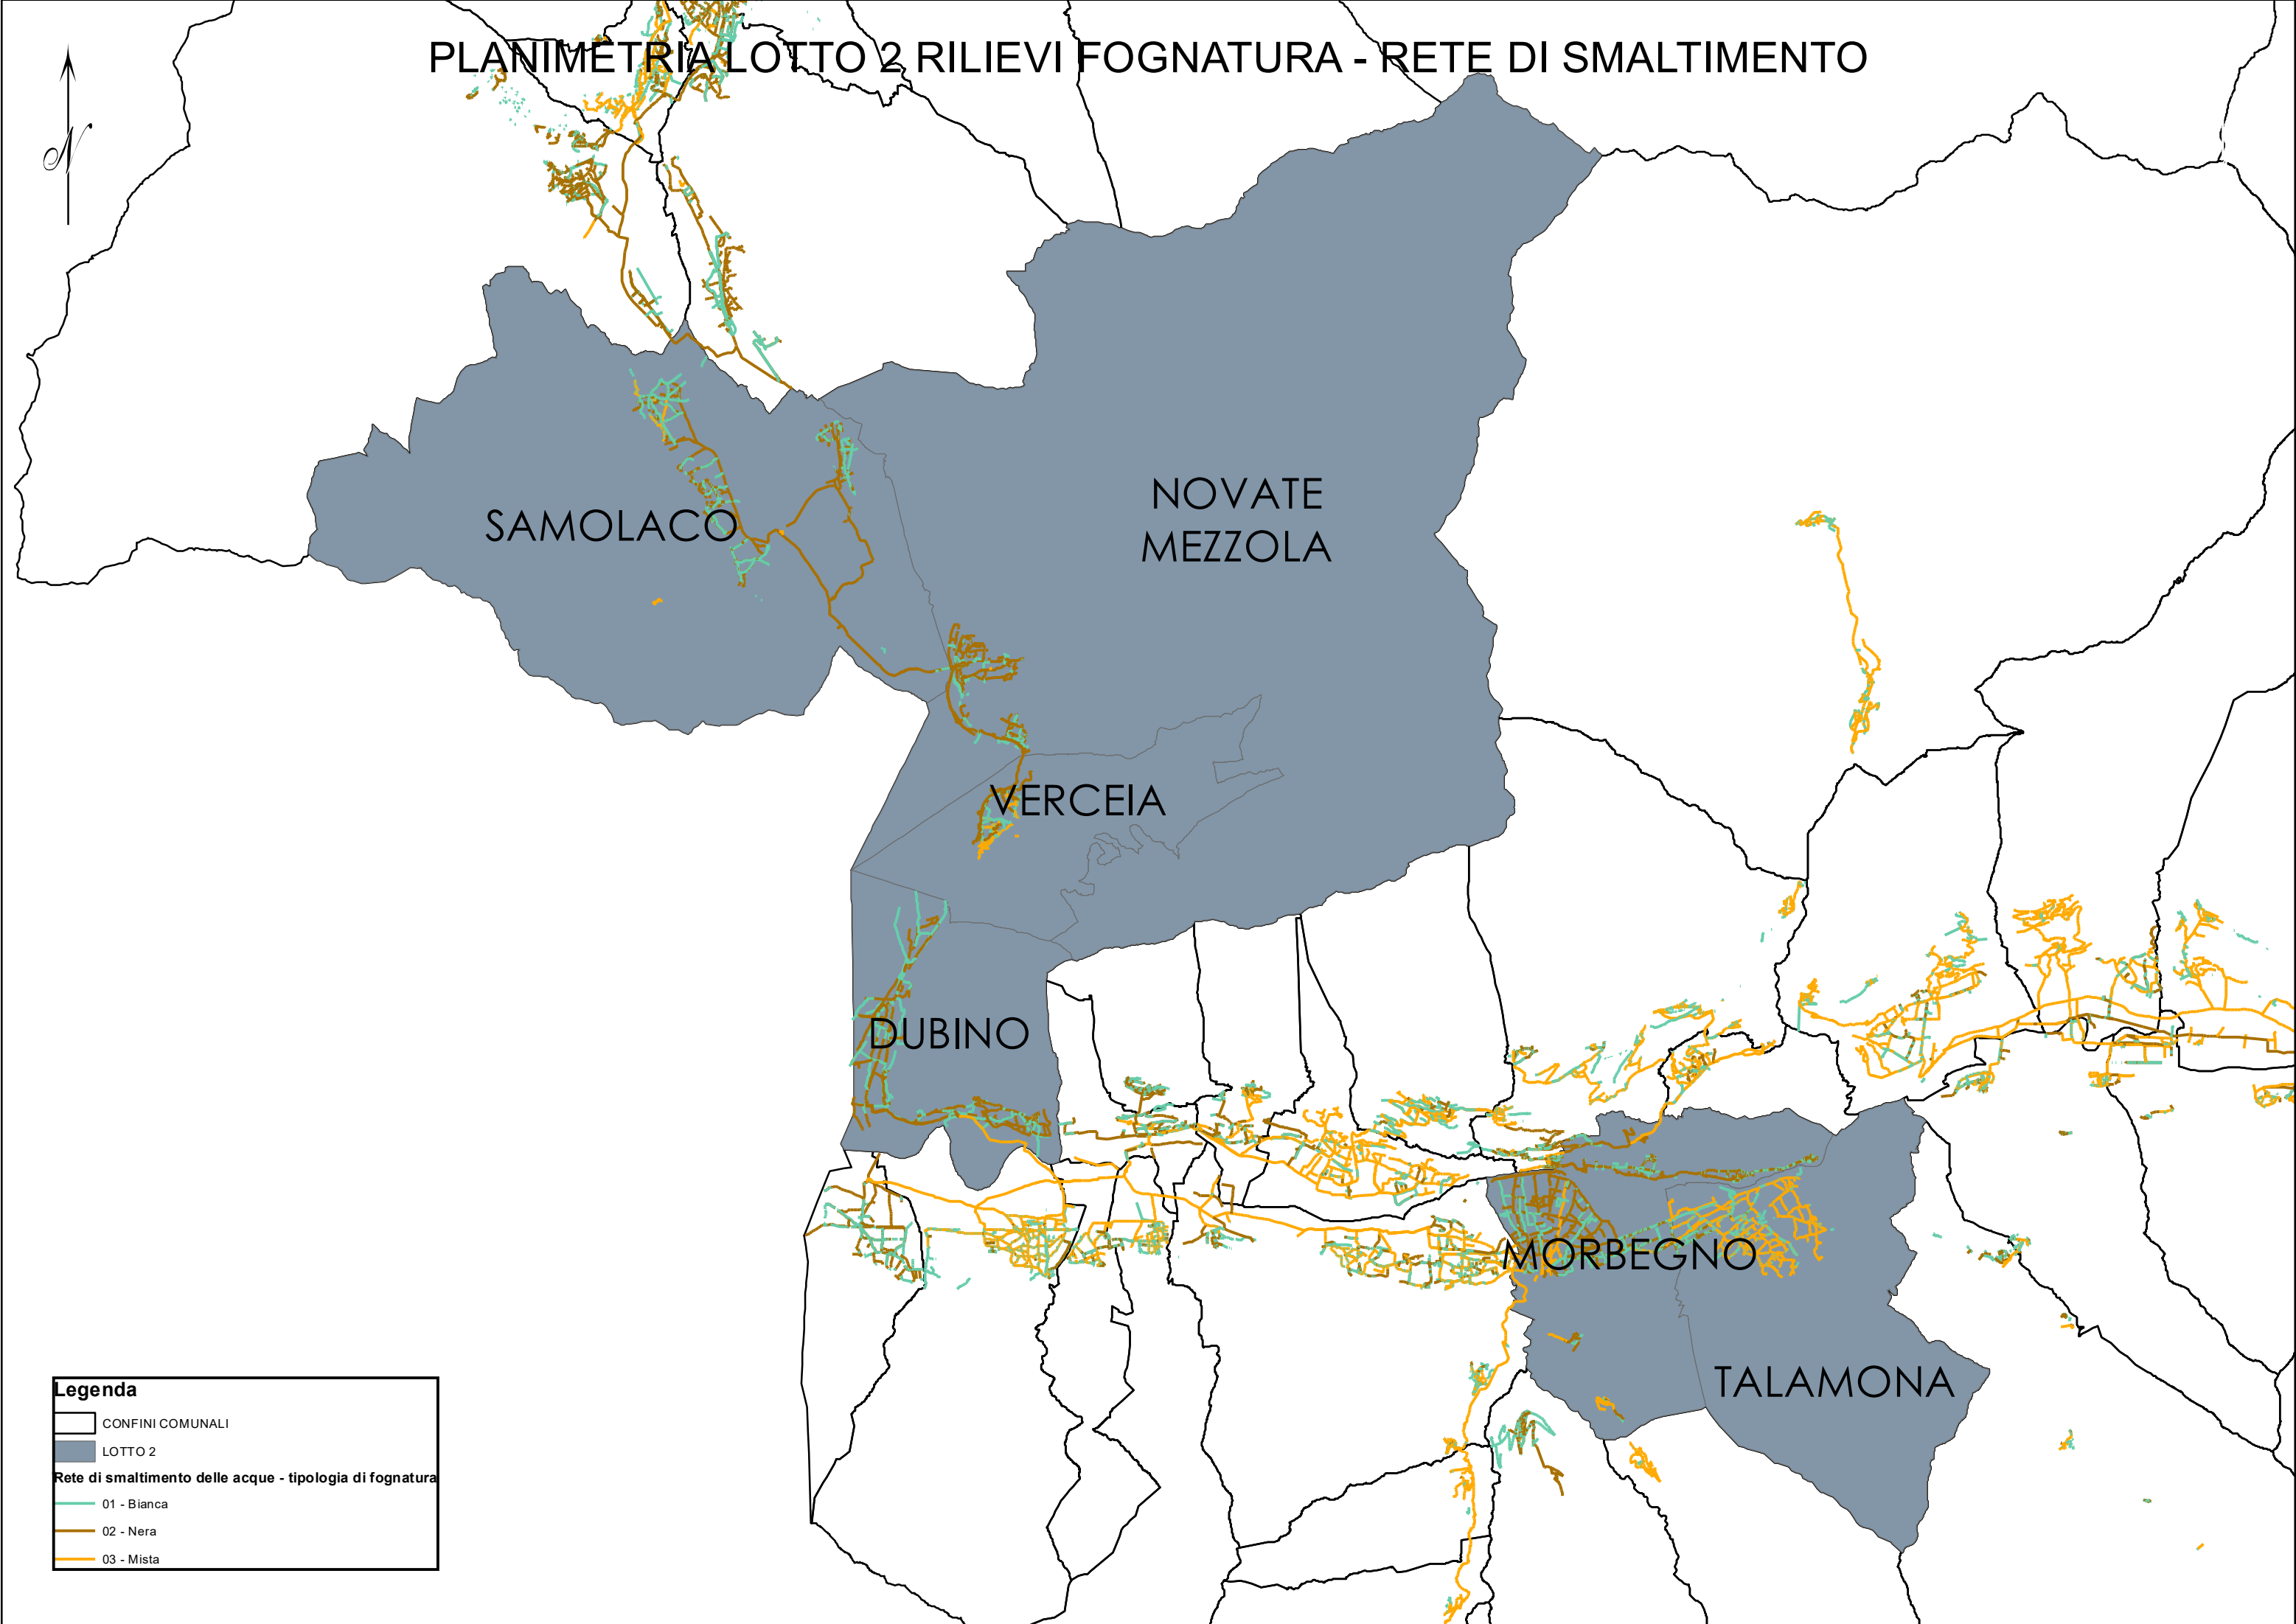 PLANIMETRIA LOTTO 2 RILIEVI FOGNATURA - RETE DI SMALTIMENTO
N
NOVATE
MEZZOLA
SAMOLACO
VERCEIA
DUBINO
MORBEGNO
TALAMONA
Legenda
CONFINI COMUNALI
LOTTO 2
Rete di smaltimento delle acque - tipologia di fognatura
01 - Bianca
02 - Nera
03 - Mista